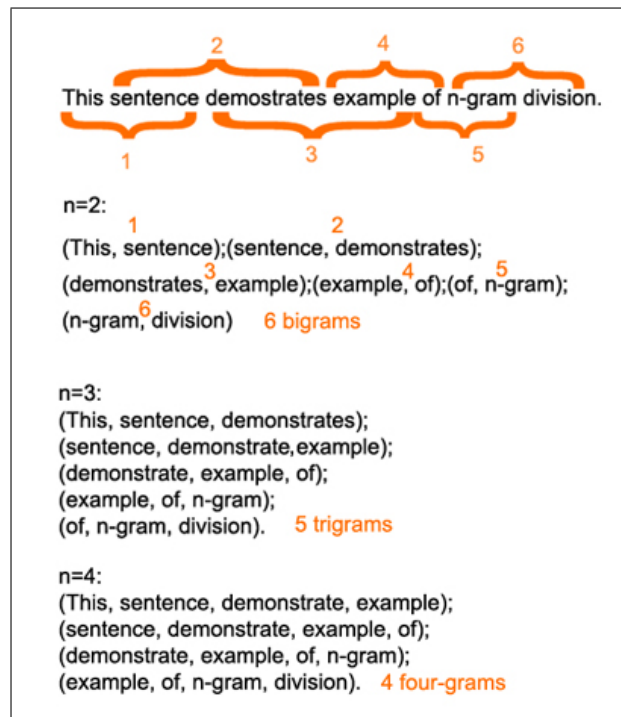 2 4 6
This sentence demostrates example of n-gram division.
1 3 5
n=2:
1 2
(This, sentence);(sentence, demonstrates);
3 4 5
(demonstrates, example);(example, of);(of, n-gram);
6
(n-gram, division) 6 bigrams
n=3:
(This, sentence, demonstrates);
(sentence, demonstrate,example);
(demonstrate, example, of);
(example, of, n-gram);
(of, n-gram, division). 5 trigrams
n=4:
(This, sentence, demonstrate, example);
(sentence, demonstrate, example, of);
(demonstrate, example, of, n-gram);
(example, of, n-gram, division). 4 four-grams